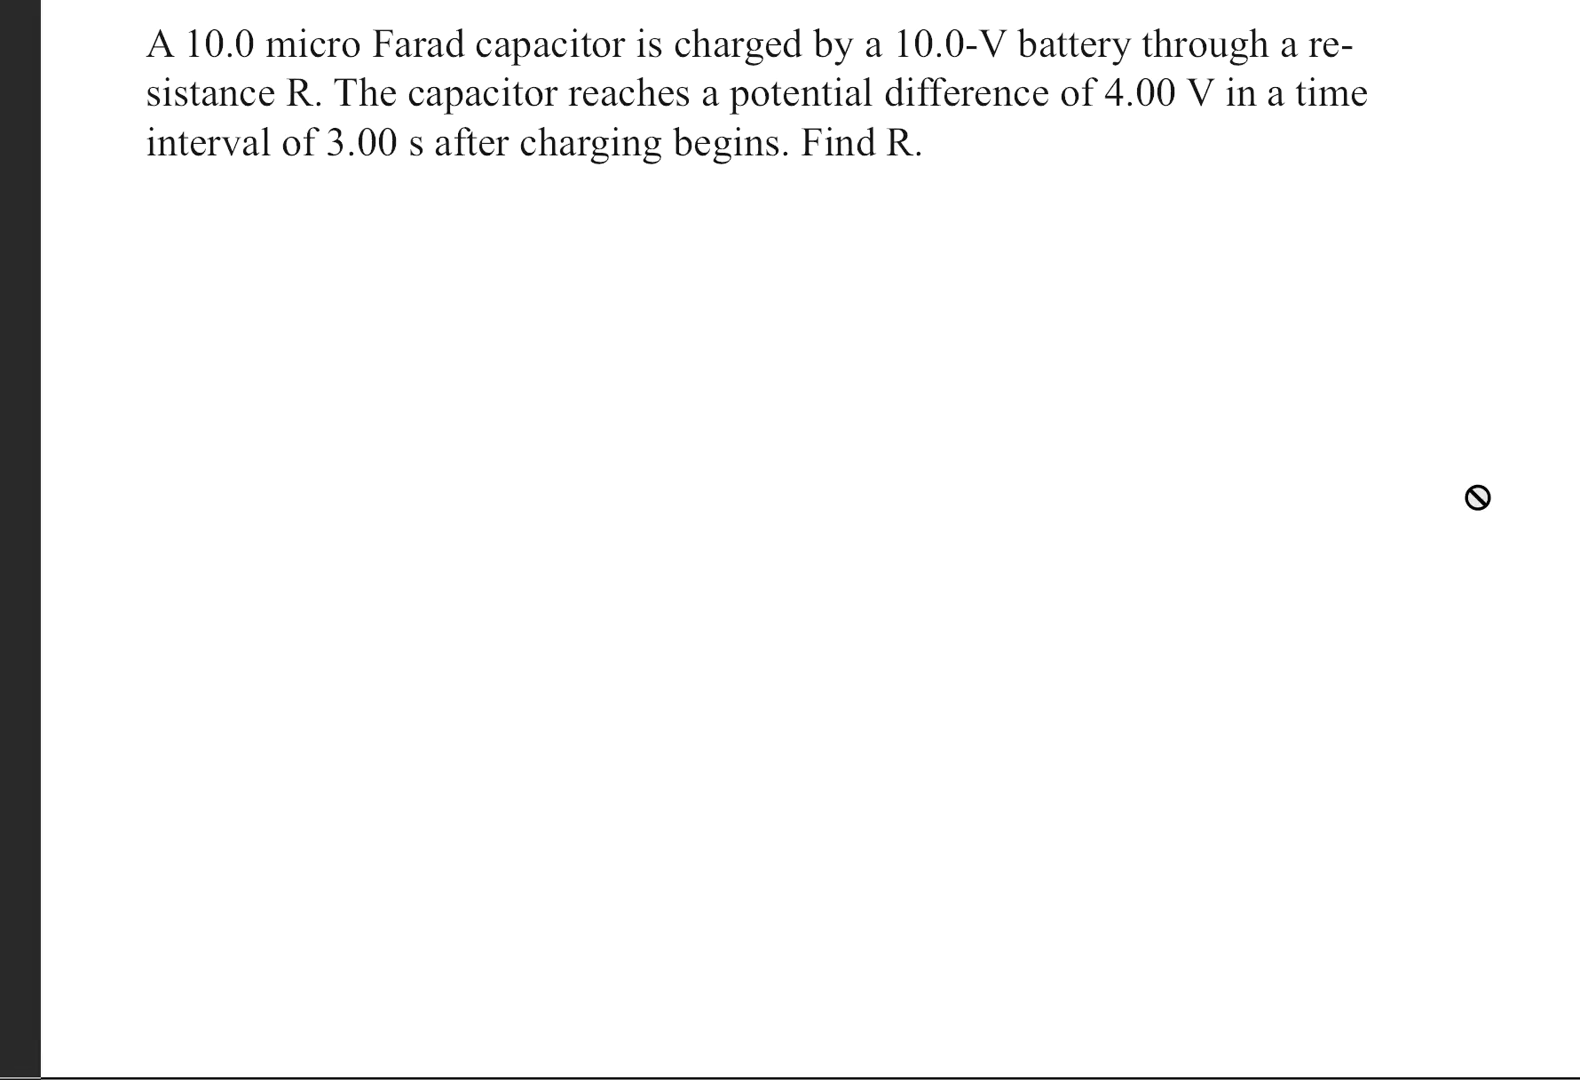 A 10.0 micro Farad capacitor is charged by a 10.0-V battery through a re-
sistance R. The capacitor reaches a potential difference of 4.00 V in a time
interval of 3.00 s after charging begins. Find R.